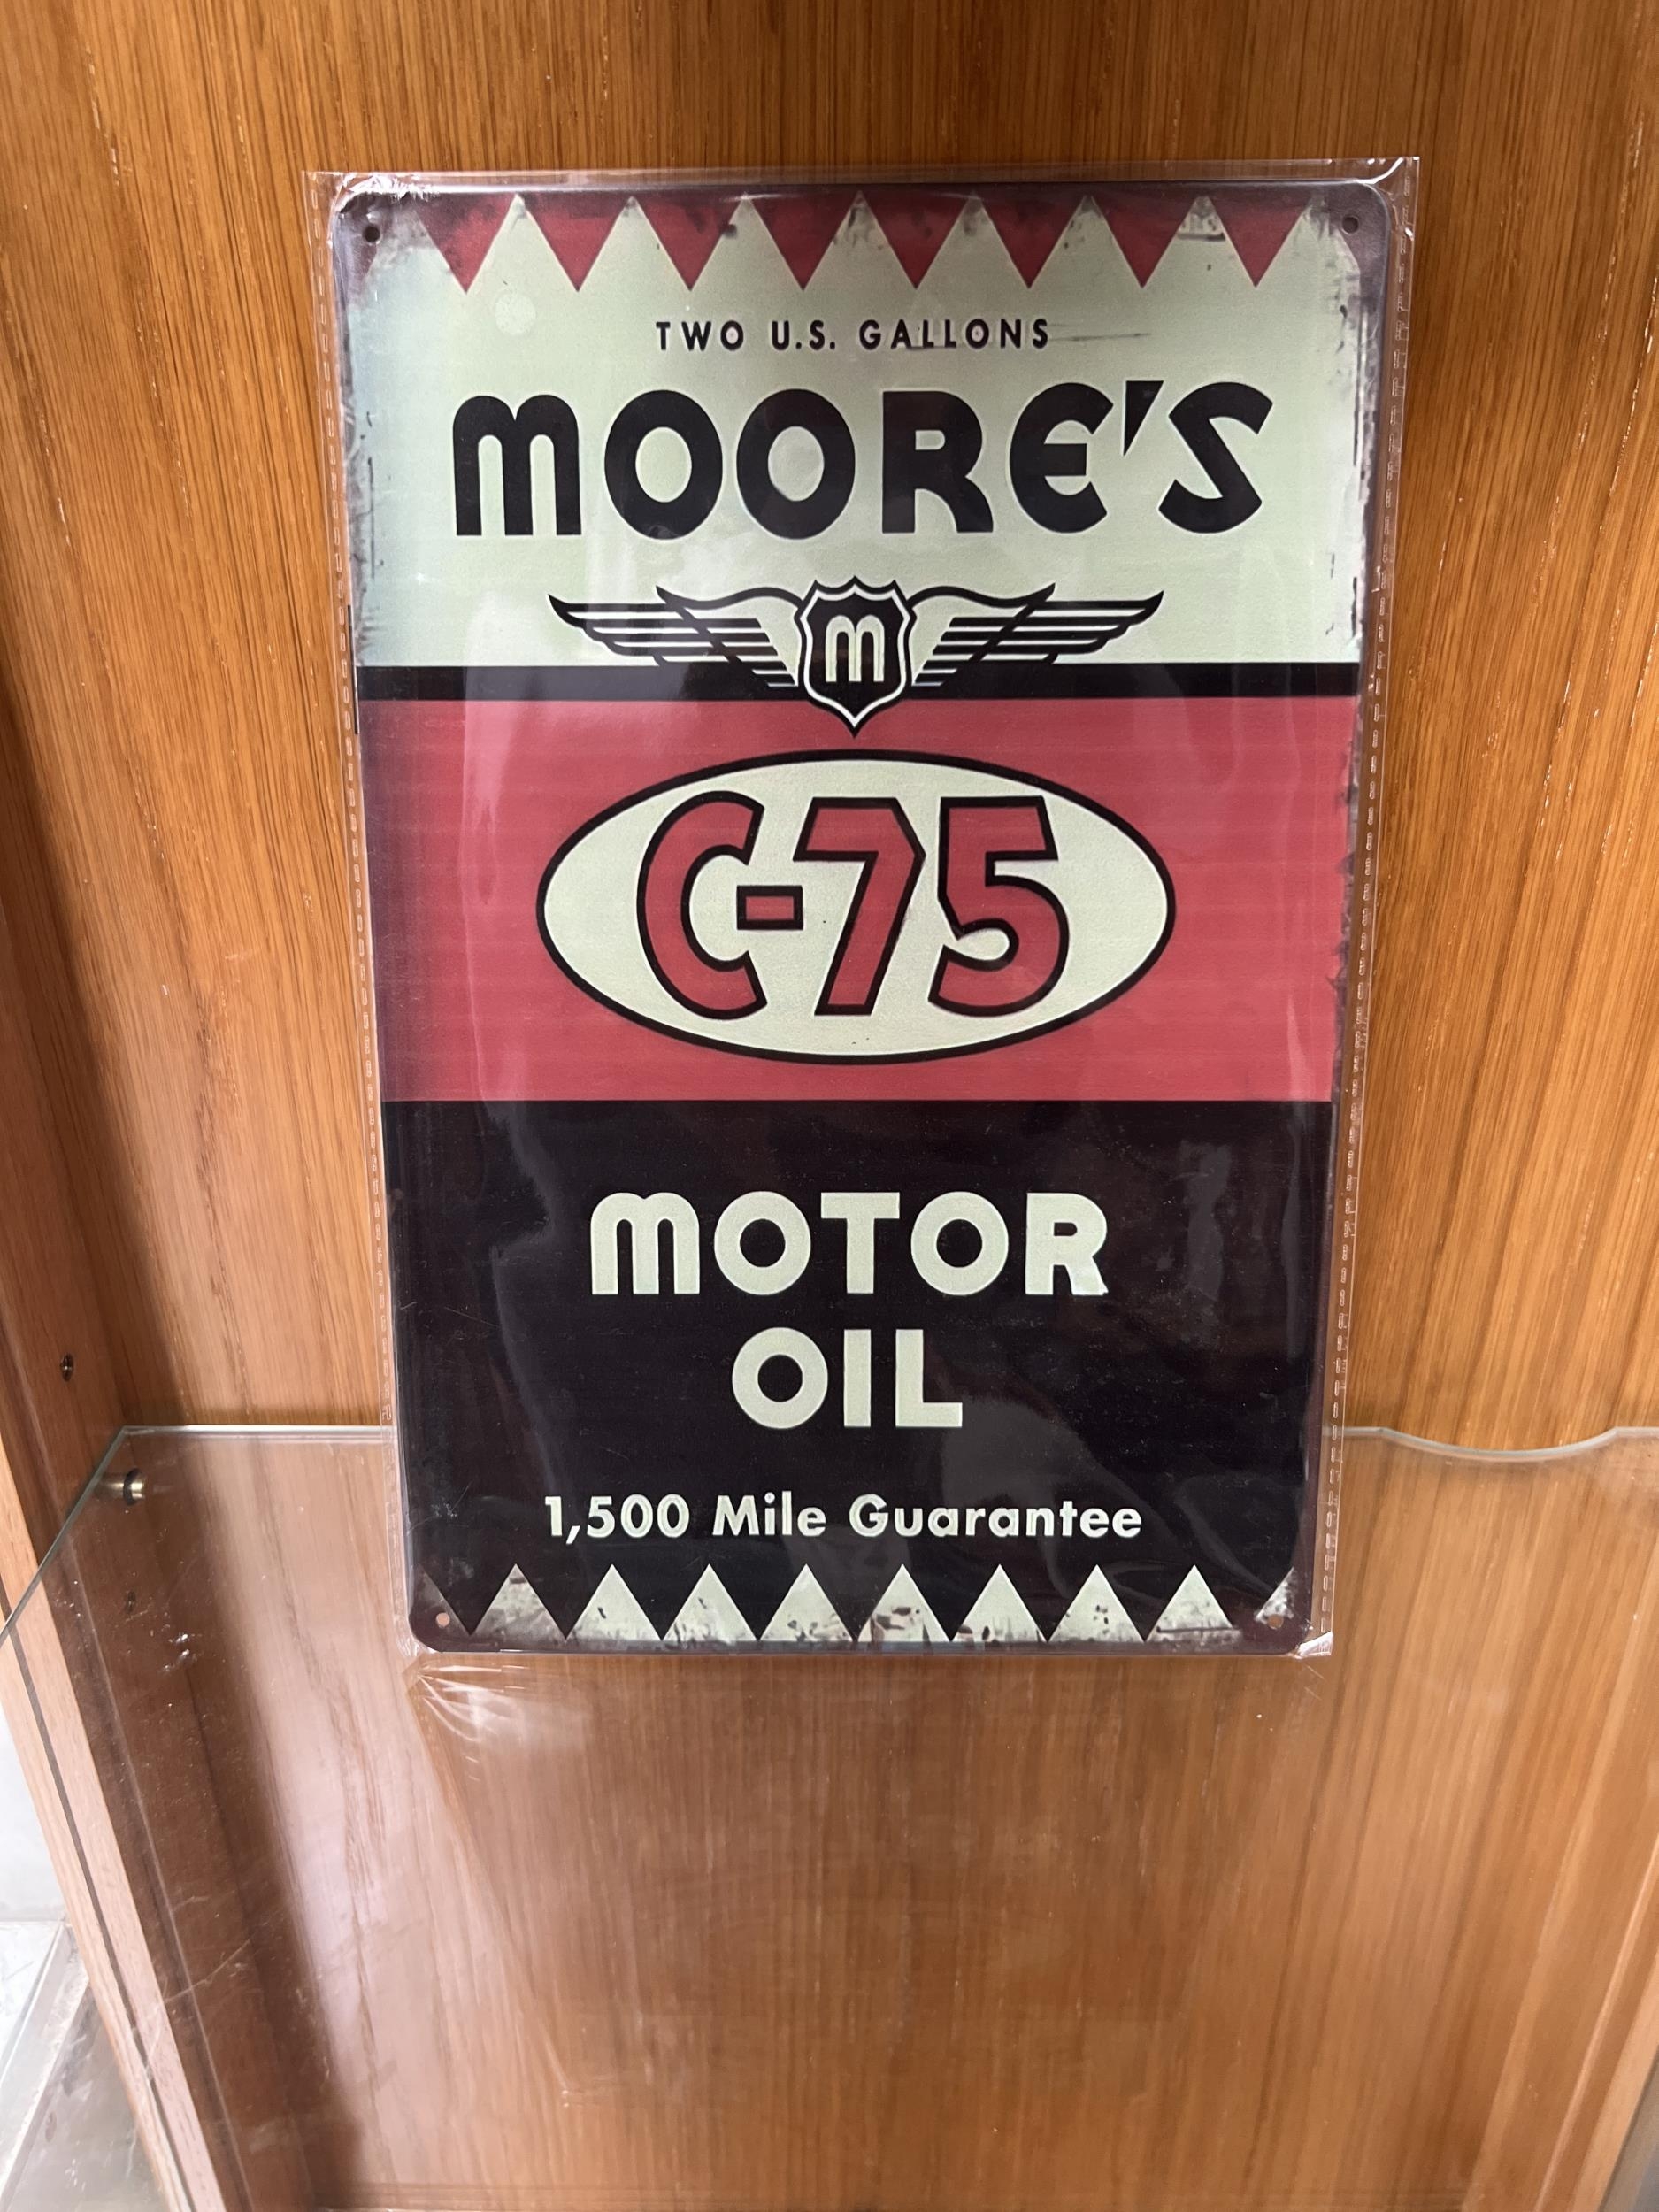 TWO U.S. GALLONS
MOORE'S
M
C-75
MOTOR
OIL
1,500 Mile Guarantee